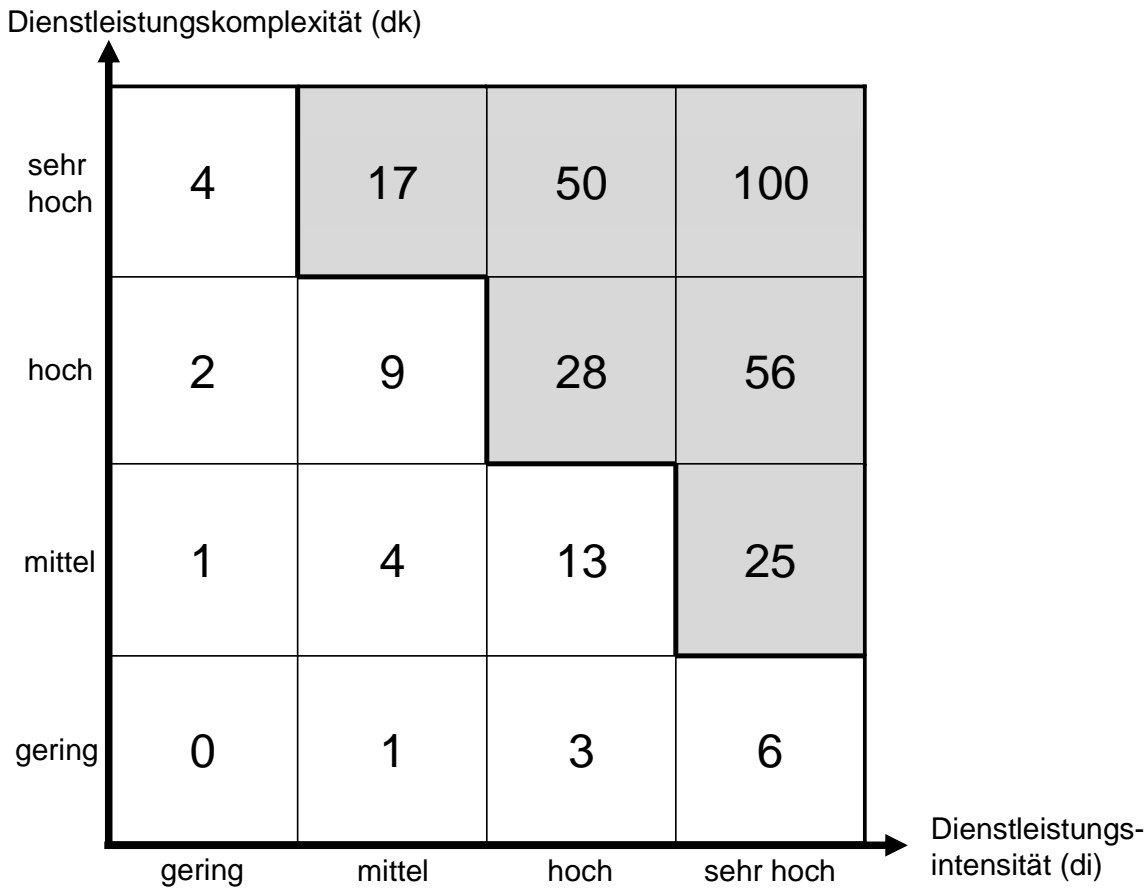 Dienstleistungskomplexität (dk)
sehr
hoch
4
17
50
100
hoch
2
9
28
56
mittel
1
4
13
25
gering
0
1
3
6
gering
mittel
hoch
sehr hoch
Dienstleistungs-
intensität (di)